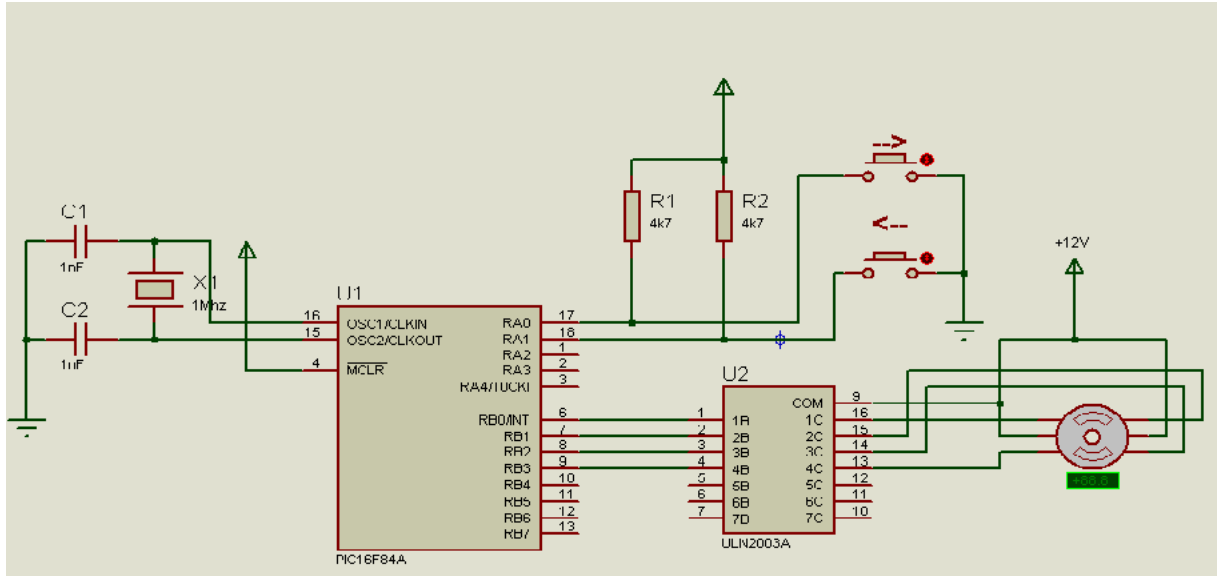 -->
R1
4k7
R2
4k7
<--
C1
1nF
+12V
X1
1Mhz
C2
1nF
U1
16
OSC1/CLKIN
RA0
17
15
OSC2/CLKOUT
RA1
18
RA2
1
4
MCLR
RA3
2
RA4/T0CKI
3
RB0/INT
6
RB1
7
RB2
8
RB3
9
RB4
10
RB5
11
RB6
12
RB7
13
PIC16F84A
U2
COM
9
1
1B
1C
16
2
2B
2C
15
3
3B
3C
14
4
4B
4C
13
5
5B
5C
12
6
6B
6C
11
7
7B
7C
10
ULN2003A
+88.8